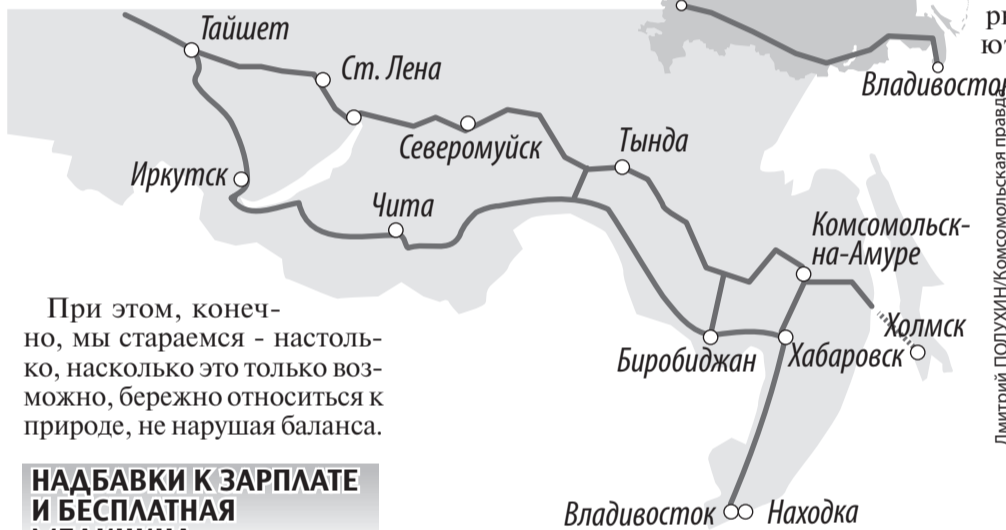 Тайшет
Ст. Лена
Северомуйск
Тында
Иркутск
Чита
Комсомольск-
на-Амуре
Холмск
Биробиджан
Хабаровск
Владивосток
Находка
Владивосток
Дмитрий ПОЛУХИН/Комсомольская правда
При этом, конеч-
но, мы стараемся - настоль-
ко, насколько это только воз-
можно, бережно относиться к
природе, не нарушая баланса.
НАДБАВКИ К ЗАРПЛАТЕ
И БЕСПЛАТНАЯ